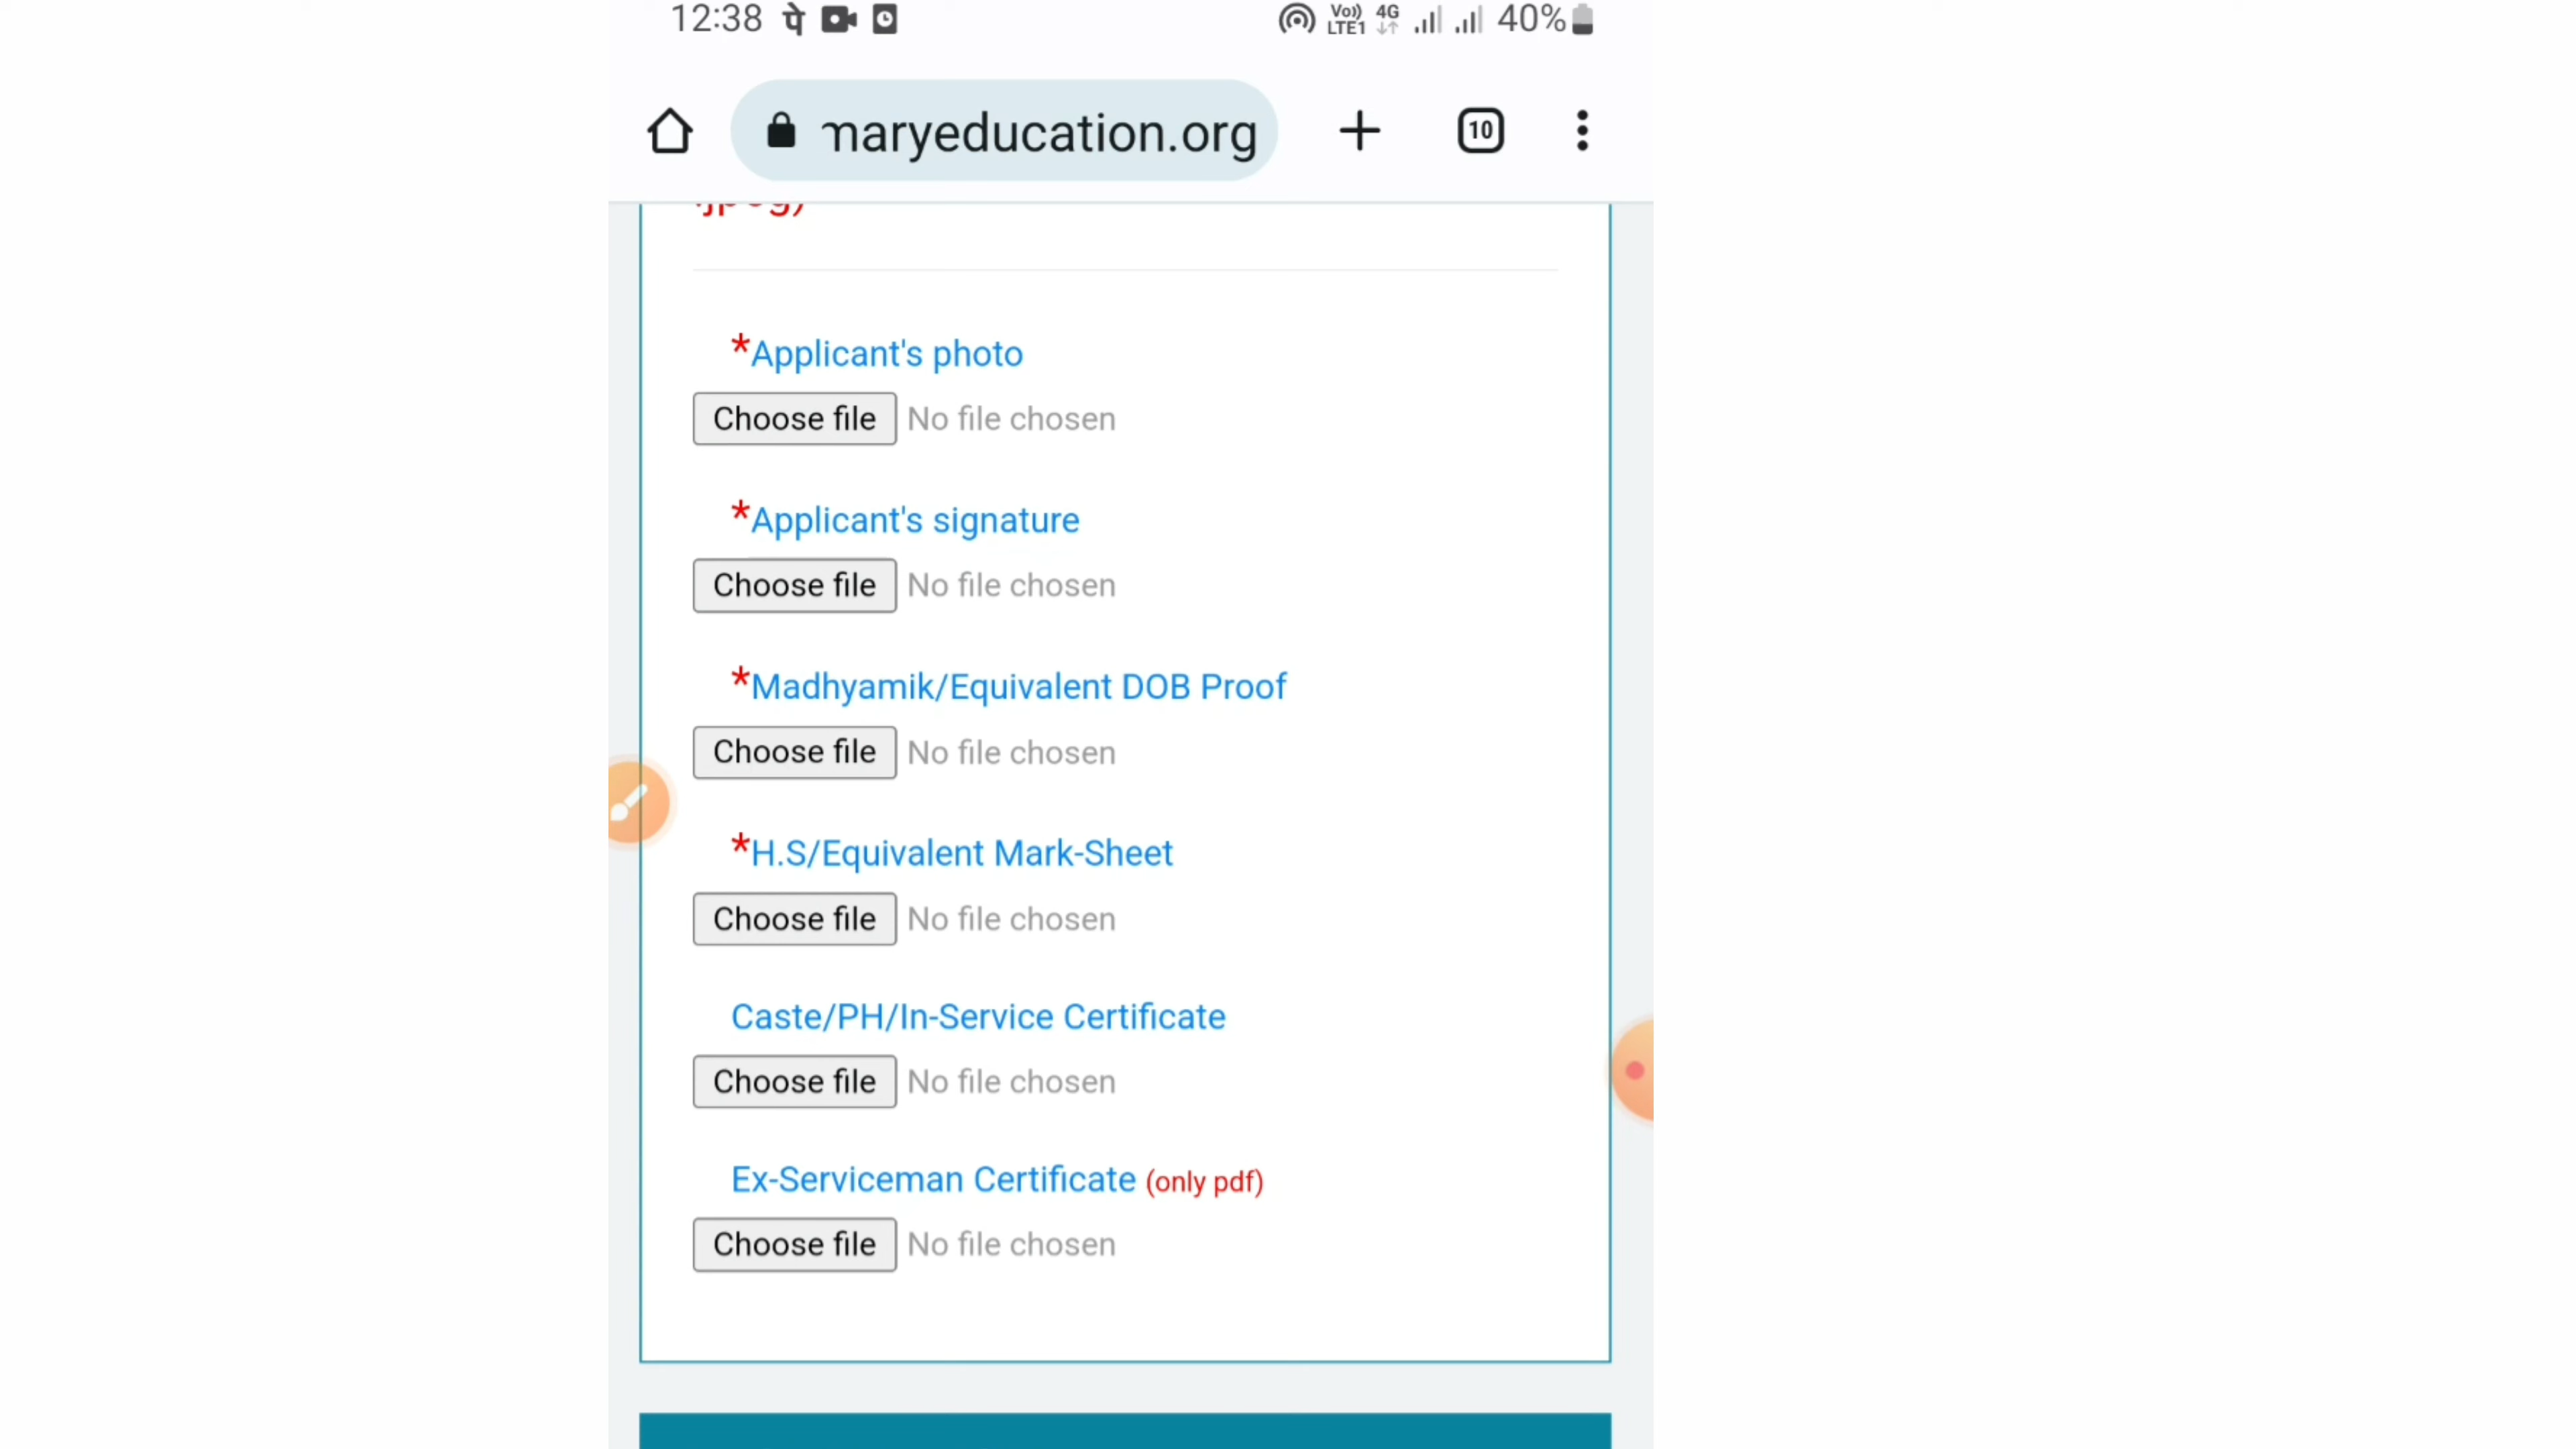 12:38 पे Vo)) LTE1 4G 40%
maryeducation.org 10
*Applicant's photo
Choose file No file chosen
*Applicant's signature
Choose file No file chosen
*Madhyamik/Equivalent DOB Proof
Choose file No file chosen
*H.S/Equivalent Mark-Sheet
Choose file No file chosen
Caste/PH/In-Service Certificate
Choose file No file chosen
Ex-Serviceman Certificate (only pdf)
Choose file No file chosen